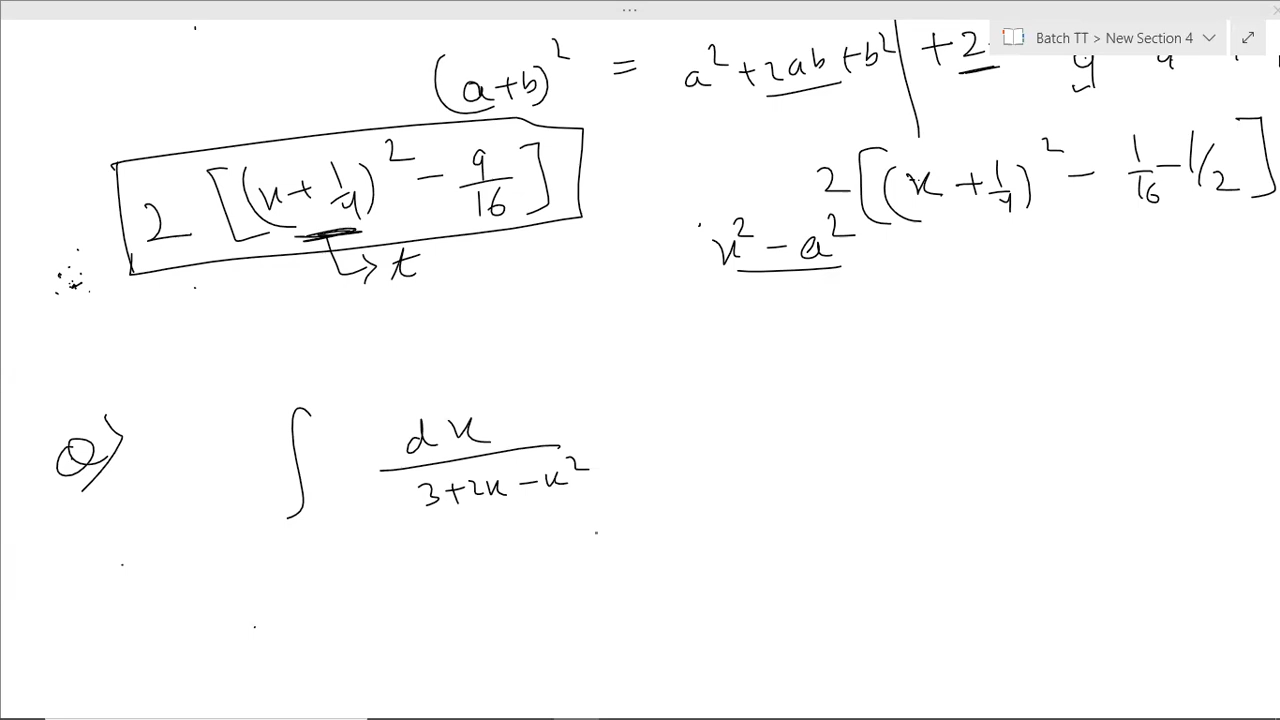 Batch TT > New Section 4
(a+b)² = a²+2ab+b² | +2
2[(x+1/4)² - 9/16]
2[(x+1/4)² - 1/16 - 1/2]
→ t
x² - a²
Q) ∫ dx / 3+2x-x²